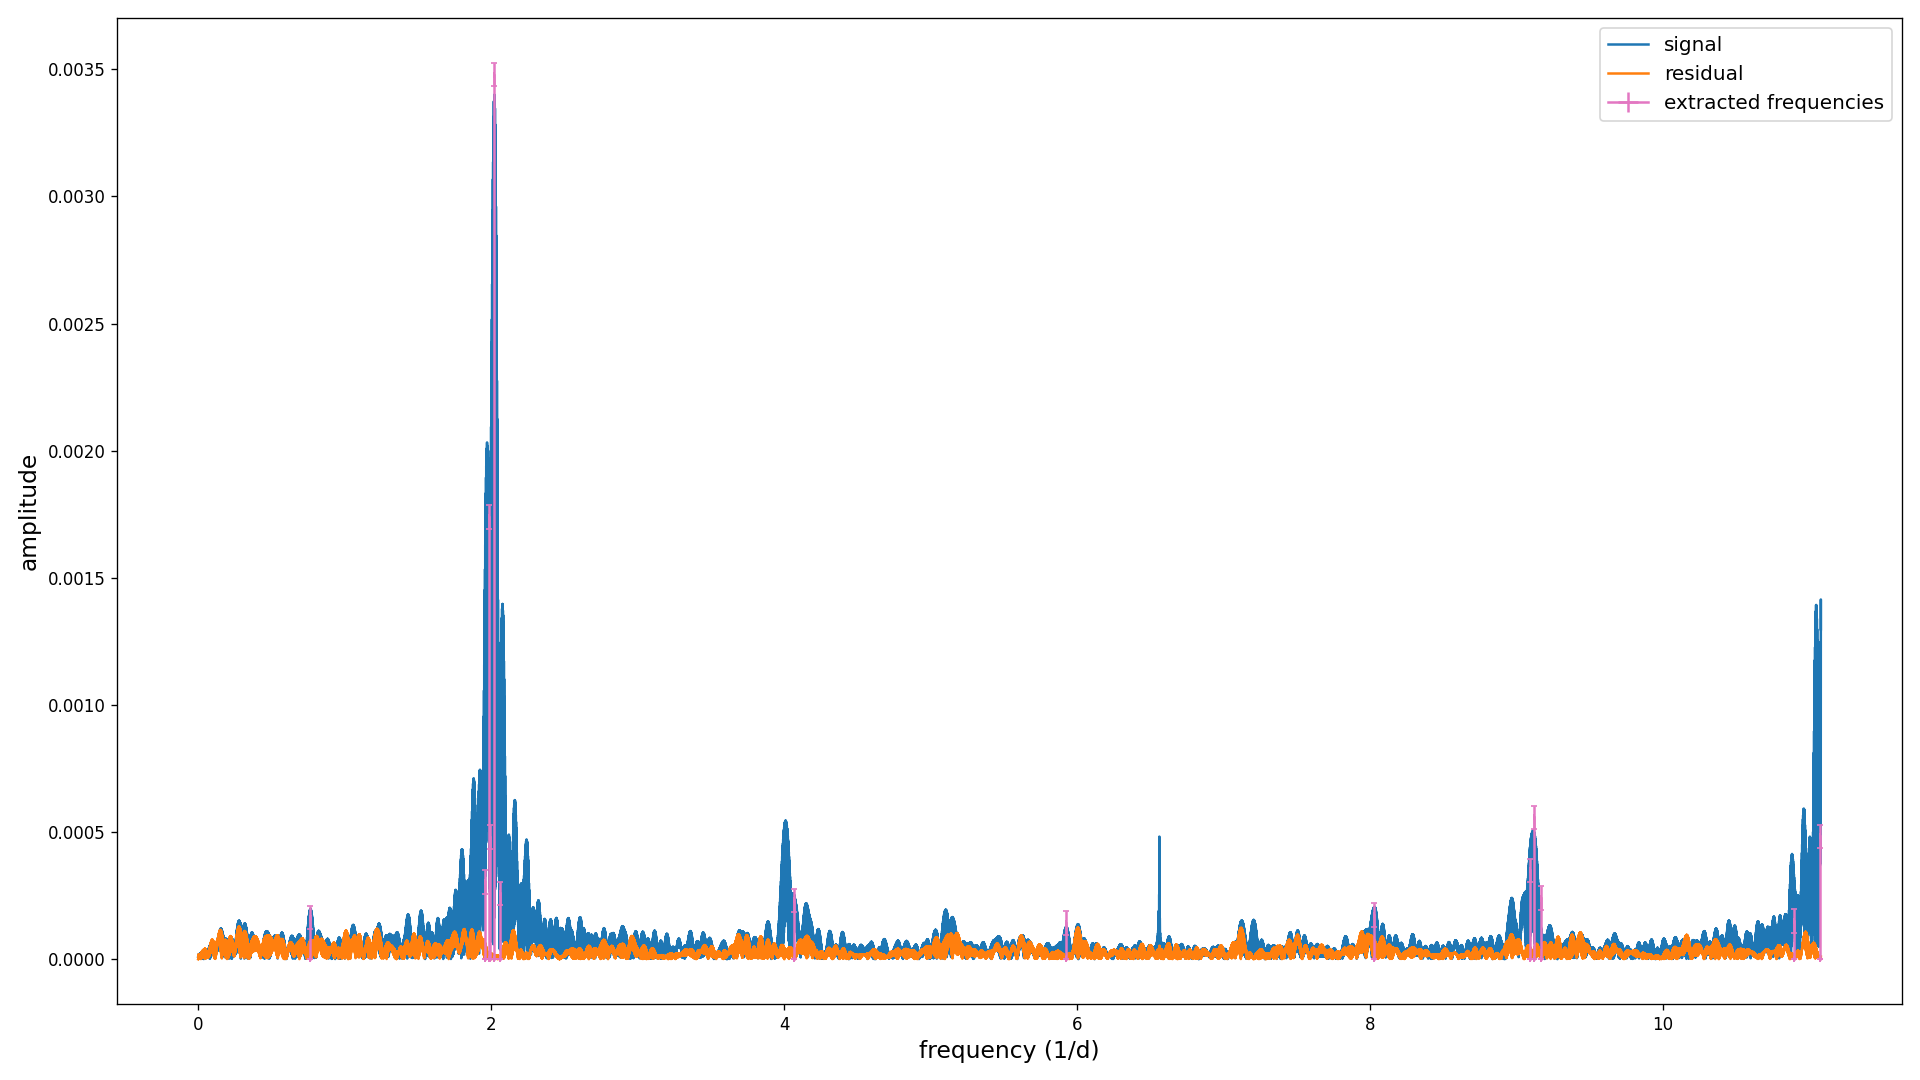 signal
residual
extracted frequencies
0.0035
0.0030
0.0025
0.0020
0.0015
0.0010
0.0005
0.0000
amplitude
0 2 4 6 8 10
frequency (1/d)